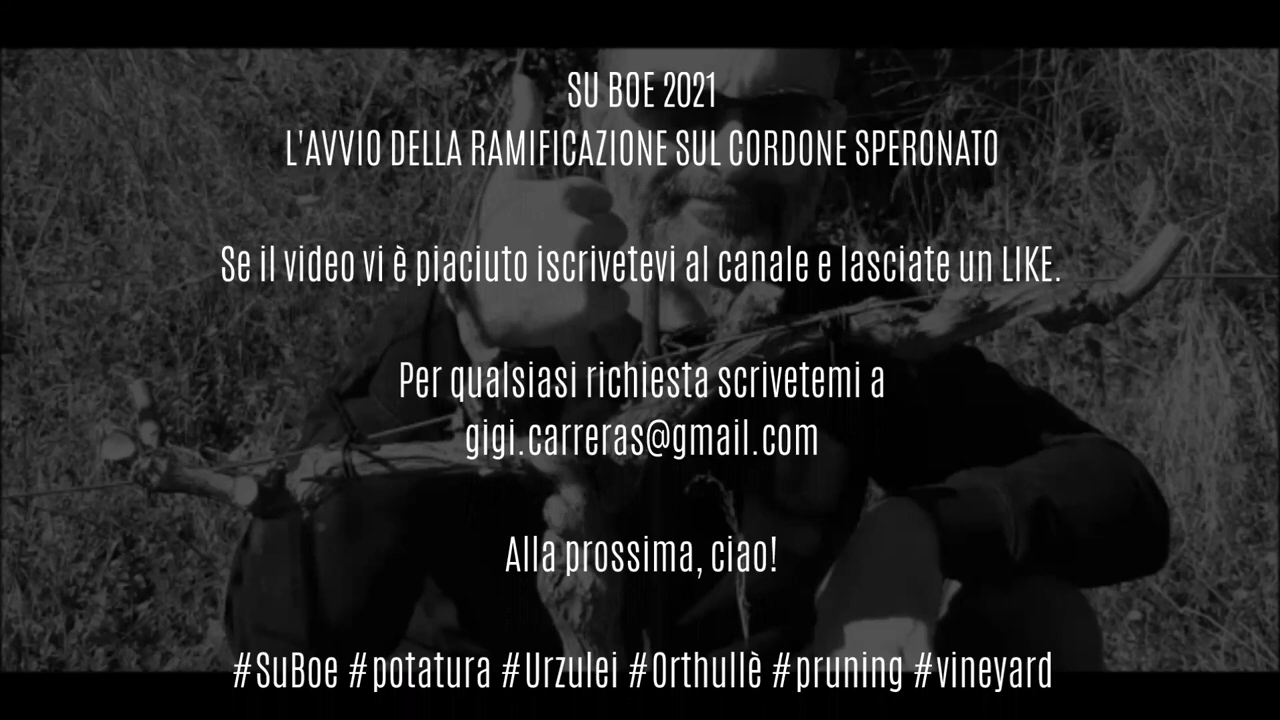 SU BOE 2021
L'AVVIO DELLA RAMIFICAZIONE SUL CORDONE SPERONATO
Se il video vi è piaciuto iscrivetevi al canale e lasciate un LIKE.
Per qualsiasi richiesta scrivetemi a
gigi.carreras@gmail.com
Alla prossima, ciao!
#SuBoe #potatura #Urzulei #Orthullè #pruning #vineyard